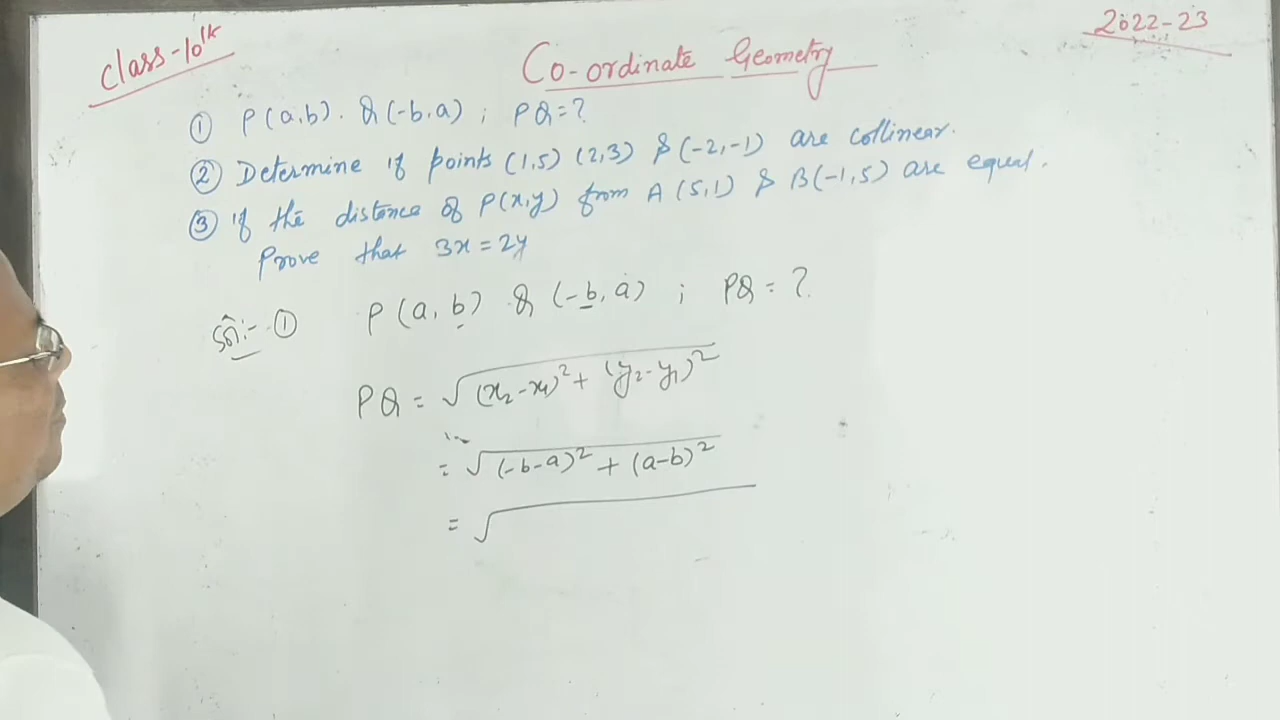 Class-10th
2022-23
Co-ordinate Geometry
① P(a,b). Q(-b,a) ; PQ=?
② Determine if points (1,5) (2,3) & (-2,-1) are collinear.
③ if the distance of P(x,y) from A(5,1) & B(-1,5) are equal.
Prove that 3x=2y
Sol:- ① P(a,b) Q(-b,a) ; PQ=?
PQ = √(x₂-x₁)²+(y₂-y₁)²
= √(-b-a)²+(a-b)²
= √